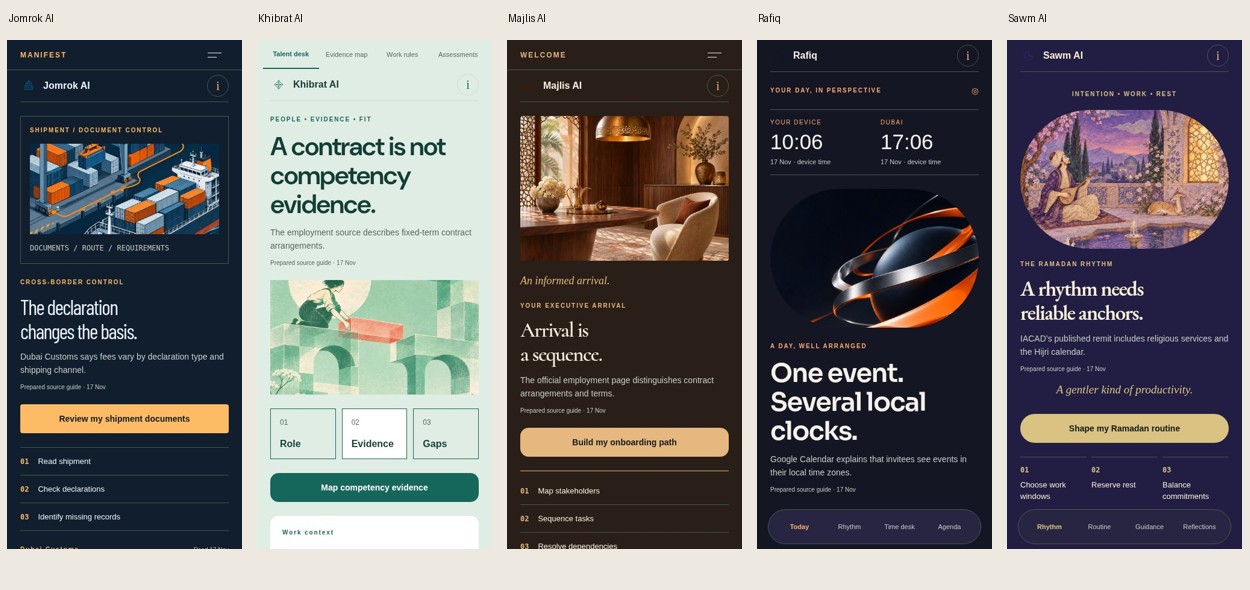 Jomrok AI
MANIFEST
Jomrok AI
i
SHIPMENT / DOCUMENT CONTROL
DOCUMENTS / ROUTE / REQUIREMENTS
CROSS-BORDER CONTROL
The declaration
changes the basis.
Dubai Customs says fees vary by declaration type and
shipping channel.
Prepared source guide · 17 Nov
Review my shipment documents
01 Read shipment
02 Check declarations
03 Identify missing records
Dubai Customs
Khibrat AI
Talent desk Evidence map Work rules Assessments
Khibrat AI
i
PEOPLE • EVIDENCE • FIT
A contract is not
competency
evidence.
The employment source describes fixed-term contract
arrangements.
Prepared source guide · 17 Nov
01 02 03
Role Evidence Gaps
Map competency evidence
Work context
Majlis AI
WELCOME
Majlis AI
i
An informed arrival.
YOUR EXECUTIVE ARRIVAL
Arrival is
a sequence.
The official employment page distinguishes contract
arrangements and terms.
Prepared source guide · 17 Nov
Build my onboarding path
01 Map stakeholders
02 Sequence tasks
03 Resolve dependencies
Rafiq
Rafiq
i
YOUR DAY, IN PERSPECTIVE
YOUR DEVICE DUBAI
10:06 17:06
17 Nov · device time 17 Nov · device time
A DAY, WELL ARRANGED
One event.
Several local
clocks.
Google Calendar explains that invitees see events in
their local time zones.
Prepared source guide · 17 Nov
Today Rhythm Time desk Agenda
Sawm AI
Sawm AI
i
INTENTION • WORK • REST
THE RAMADAN RHYTHM
A rhythm needs
reliable anchors.
IACAD's published remit includes religious services and
the Hijri calendar.
Prepared source guide · 17 Nov
A gentler kind of productivity.
Shape my Ramadan routine
01 02 03
Choose work Reserve rest Balance
windows commitments
Rhythm Routine Guidance Reflections